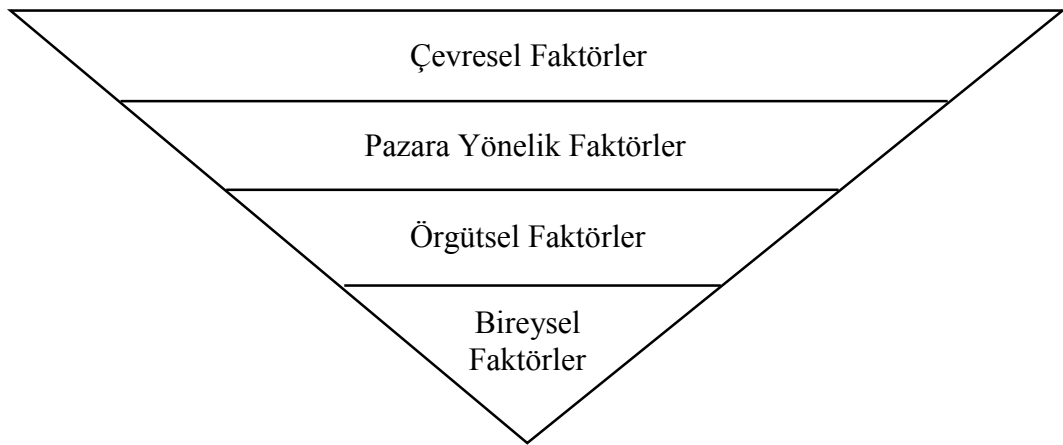 Çevresel Faktörler
Pazara Yönelik Faktörler
Örgütsel Faktörler
Bireysel
Faktörler